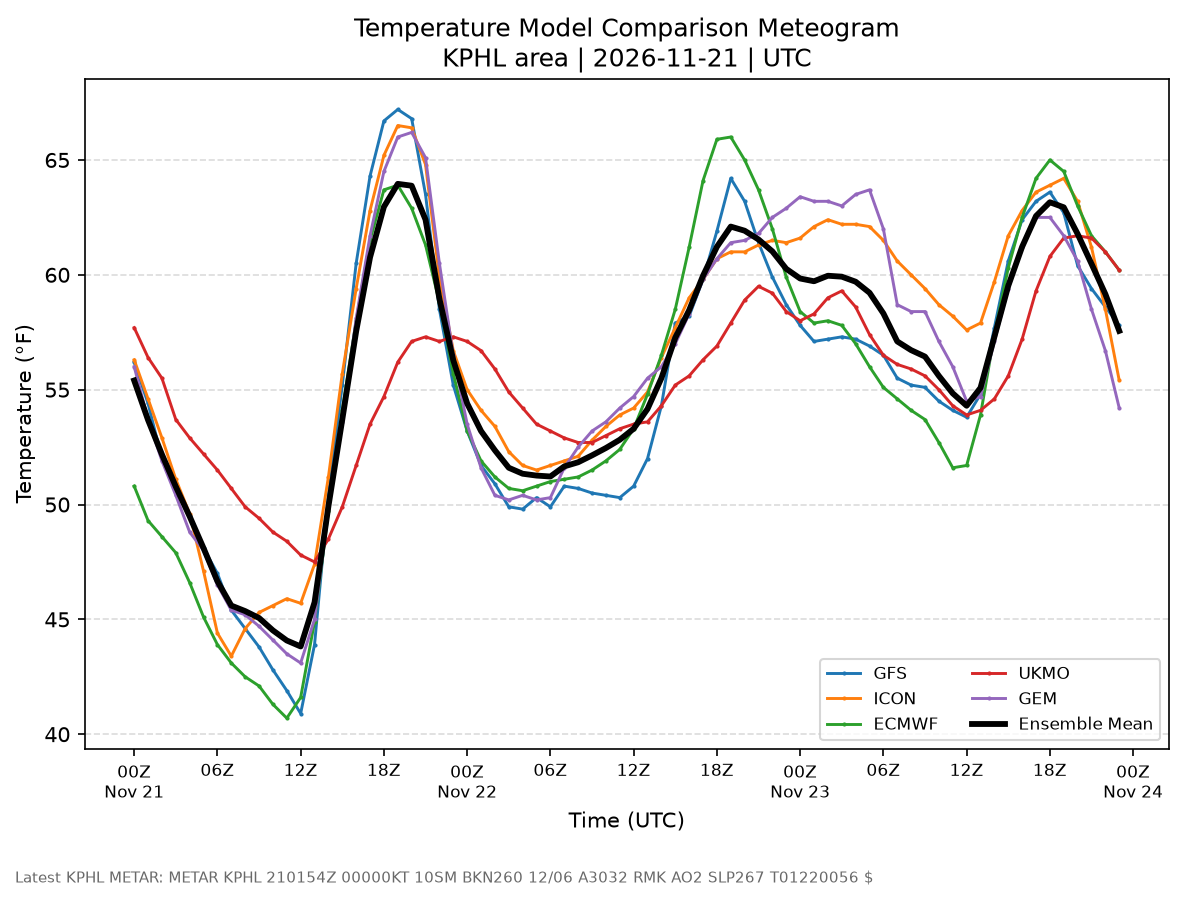 Temperature Model Comparison Meteogram
KPHL area | 2026-11-21 | UTC
Temperature (°F)
65
60
55
50
45
40
GFS
ICON
ECMWF
UKMO
GEM
Ensemble Mean
00Z 06Z 12Z 18Z 00Z 06Z 12Z 18Z 00Z 06Z 12Z 18Z 00Z
Nov 21 Nov 22 Nov 23 Nov 24
Time (UTC)
Latest KPHL METAR: METAR KPHL 210154Z 00000KT 10SM BKN260 12/06 A3032 RMK AO2 SLP267 T01220056 $